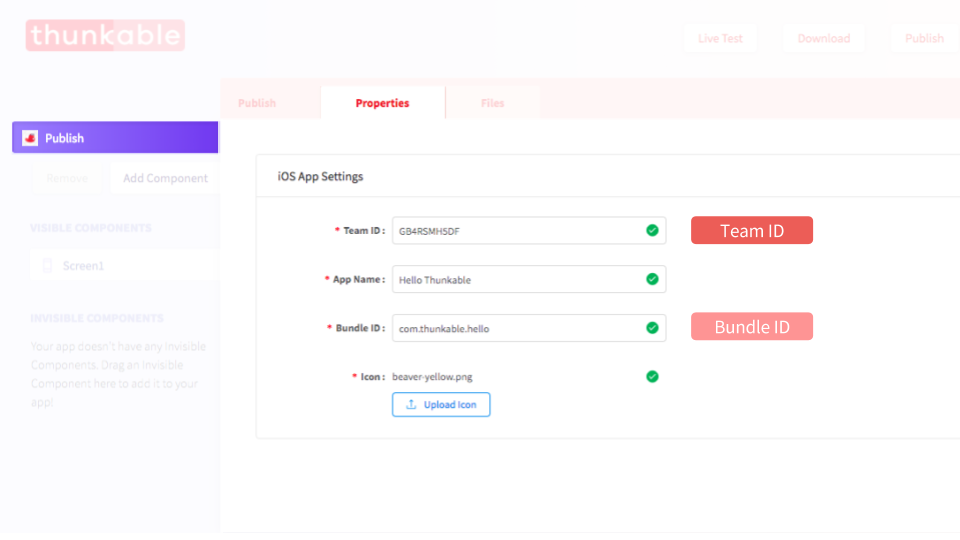 thunkable
Live Test
Download
Publish
Publish
Properties
Files
Publish
Remove
Add Component
VISIBLE COMPONENTS
Screen1
INVISIBLE COMPONENTS
Your app doesn't have any Invisible
Components. Drag an Invisible
Component here to add it to your
app!
iOS App Settings
* Team ID : GB4RSMHSDF
Team ID
* App Name : Hello Thunkable
* Bundle ID : com.thunkable.hello
Bundle ID
* Icon : beaver-yellow.png
Upload Icon